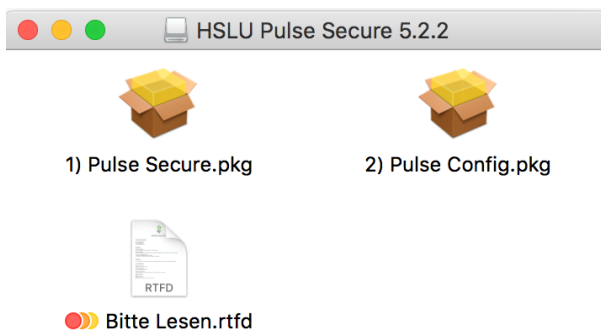 HSLU Pulse Secure 5.2.2
1) Pulse Secure.pkg
2) Pulse Config.pkg
RTFD
Bitte Lesen.rtfd